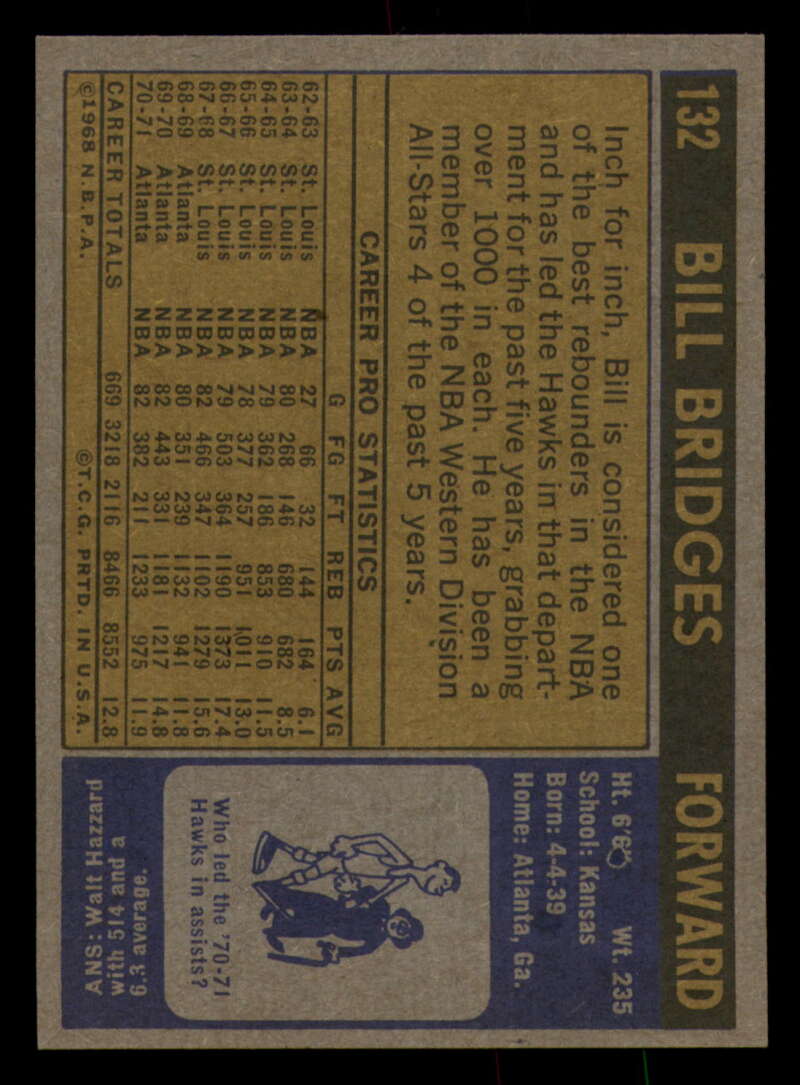 132 BILL BRIDGES FORWARD
Inch for inch, Bill is considered one
of the best rebounders in the NBA
and has led the Hawks in that depart-
ment for the past five years, grabbing
over 1000 in each. He has been a
member of the NBA Western Division
All-Stars 4 of the past 5 years.
CAREER PRO STATISTICS
G FG FT REB PTS AVG
62-63 St. Louis NBA 27 66 32 144 164 6.1
63-64 St. Louis NBA 80 268 146 680 682 8.5
64-65 St. Louis NBA 79 362 186 853 910 11.5
65-66 St. Louis NBA 78 377 257 951 1011 13.0
66-67 St. Louis NBA 79 503 364 1190 1373 17.4
67-68 St. Louis NBA 82 466 347 1102 1279 15.6
68-69 Atlanta NBA 80 351 239 1132 941 11.8
69-70 Atlanta NBA 82 443 331 1181 1217 14.8
70-71 Atlanta NBA 82 382 211 1233 975 11.9
CAREER TOTALS 669 3218 2116 8466 8552 12.8
©1968 N.B.P.A. ©T.C.G. PRTD. IN U.S.A.
Ht. 6'6" Wt. 235
School: Kansas
Born: 4-4-39
Home: Atlanta, Ga.
Who led the '70-71
Hawks in assists?
ANS: Walt Hazzard
with 514 and a
6.3 average.